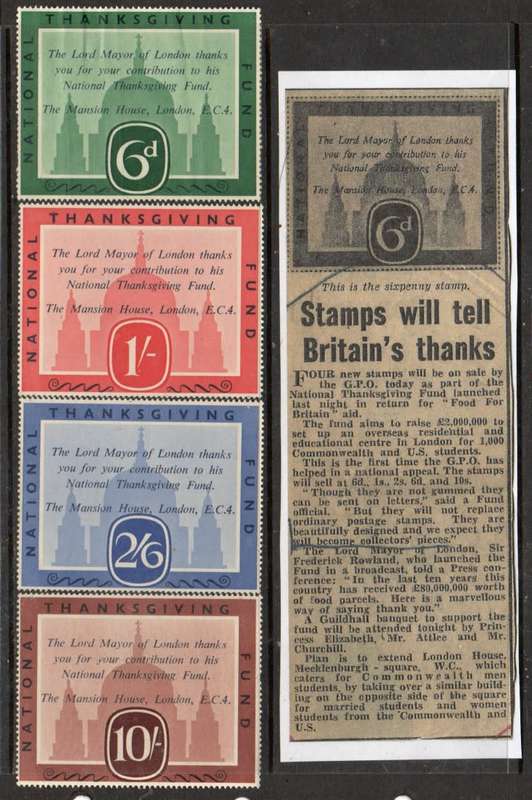 THANKSGIVING
NATIONAL
FUND
The Lord Mayor of London thanks
you for your contribution to his
National Thanksgiving Fund.
The Mansion House, London, E.C.4.
6d
THANKSGIVING
NATIONAL
FUND
The Lord Mayor of London thanks
you for your contribution to his
National Thanksgiving Fund.
The Mansion House, London, E.C.4.
1/-
THANKSGIVING
NATIONAL
FUND
The Lord Mayor of London thanks
you for your contribution to his
National Thanksgiving Fund.
The Mansion House, London, E.C.4.
2/6
THANKSGIVING
NATIONAL
FUND
The Lord Mayor of London thanks
you for your contribution to his
National Thanksgiving Fund.
The Mansion House, London, E.C.4.
10/-
THANKSGIVING
NATIONAL
FUND
The Lord Mayor of London thanks
you for your contribution to his
National Thanksgiving Fund.
The Mansion House, London, E.C.4.
6d
This is the sixpenny stamp.
Stamps will tell
Britain's thanks
FOUR new stamps will be on sale by
the G.P.O. today as part of the
National Thanksgiving Fund launched
last night in return for "Food For
Britain" aid.
The fund aims to raise £2,000,000 to
set up an overseas residential and
educational centre in London for 1,000
Commonwealth and U.S. students.
This is the first time the G.P.O. has
helped in a national appeal. The stamps
will sell at 6d., 1s., 2s. 6d. and 10s.
"Though they are not gummed they
can be sent on letters," said a Fund
official. "But they will not replace
ordinary postage stamps. They are
beautifully designed and we expect they
will become collectors' pieces."
The Lord Mayor of London, Sir
Frederick Rowland, who launched the
Fund in a broadcast, told a Press con-
ference: "In the last ten years this
country has received £80,000,000 worth
of food parcels. Here is a marvellous
way of saying thank you."
A Guildhall banquet to support the
fund will be attended tonight by Prin-
cess Elizabeth, Mr. Attlee and Mr.
Churchill.
Plan is to extend London House,
Mecklenburgh-square, W.C., which
caters for Commonwealth men
students, by taking over a similar build-
ing on the opposite side of the square
for married students and women
students from the Commonwealth and
U.S.